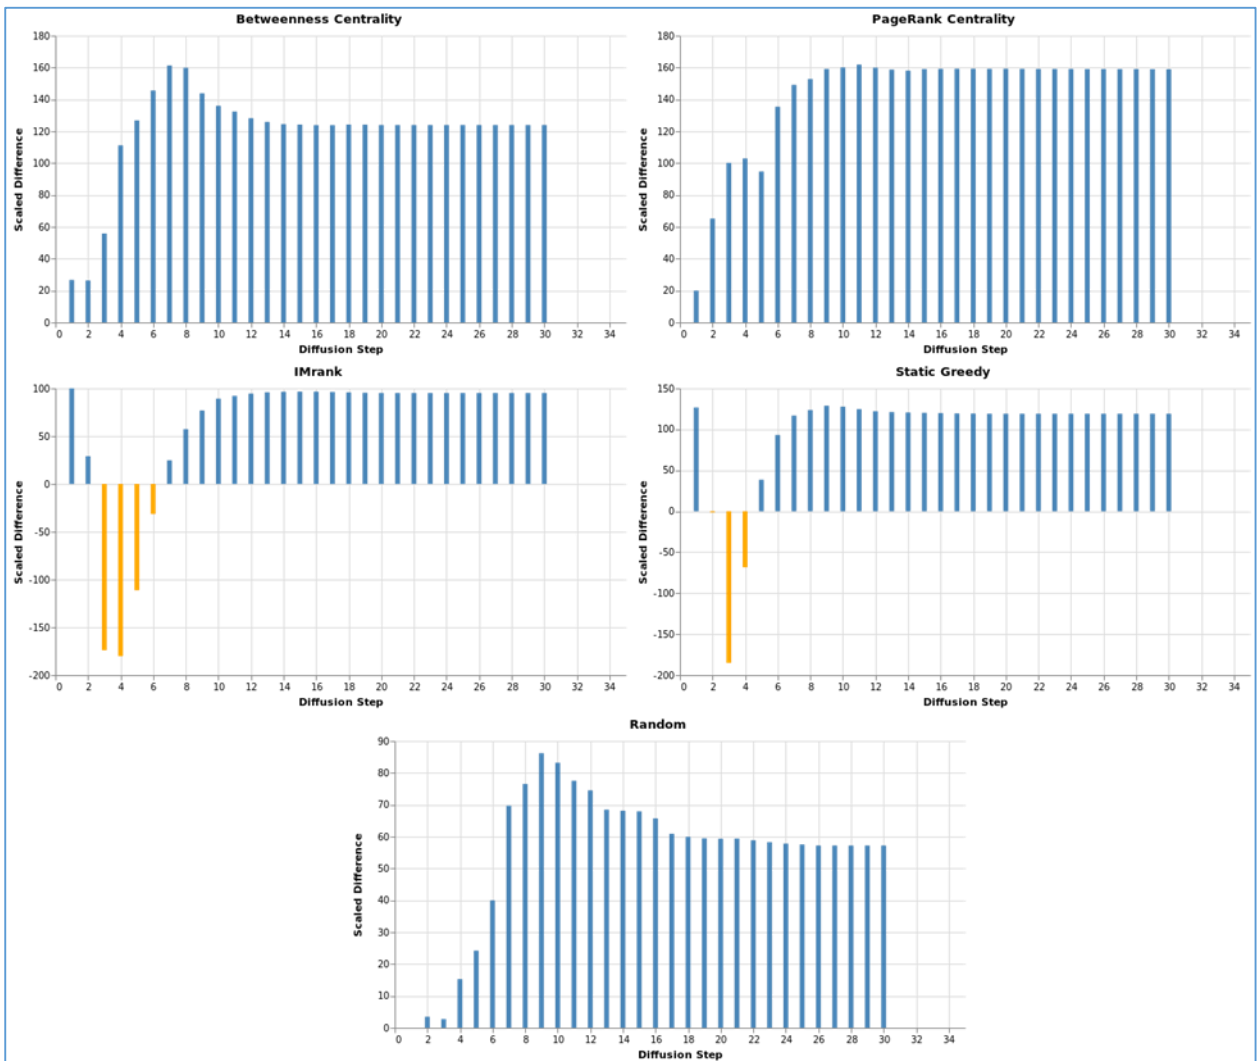 Betweenness Centrality
180
160
140
120
100
80
60
40
20
0
Scaled Difference
0 2 4 6 8 10 12 14 16 18 20 22 24 26 28 30 32 34
Diffusion Step
PageRank Centrality
180
160
140
120
100
80
60
40
20
0
Scaled Difference
0 2 4 6 8 10 12 14 16 18 20 22 24 26 28 30 32 34
Diffusion Step
IMrank
100
50
0
-50
-100
-150
-200
Scaled Difference
0 2 4 6 8 10 12 14 16 18 20 22 24 26 28 30 32 34
Diffusion Step
Static Greedy
150
100
50
0
-50
-100
-150
-200
Scaled Difference
0 2 4 6 8 10 12 14 16 18 20 22 24 26 28 30 32 34
Diffusion Step
Random
90
80
70
60
50
40
30
20
10
0
Scaled Difference
0 2 4 6 8 10 12 14 16 18 20 22 24 26 28 30 32 34
Diffusion Step